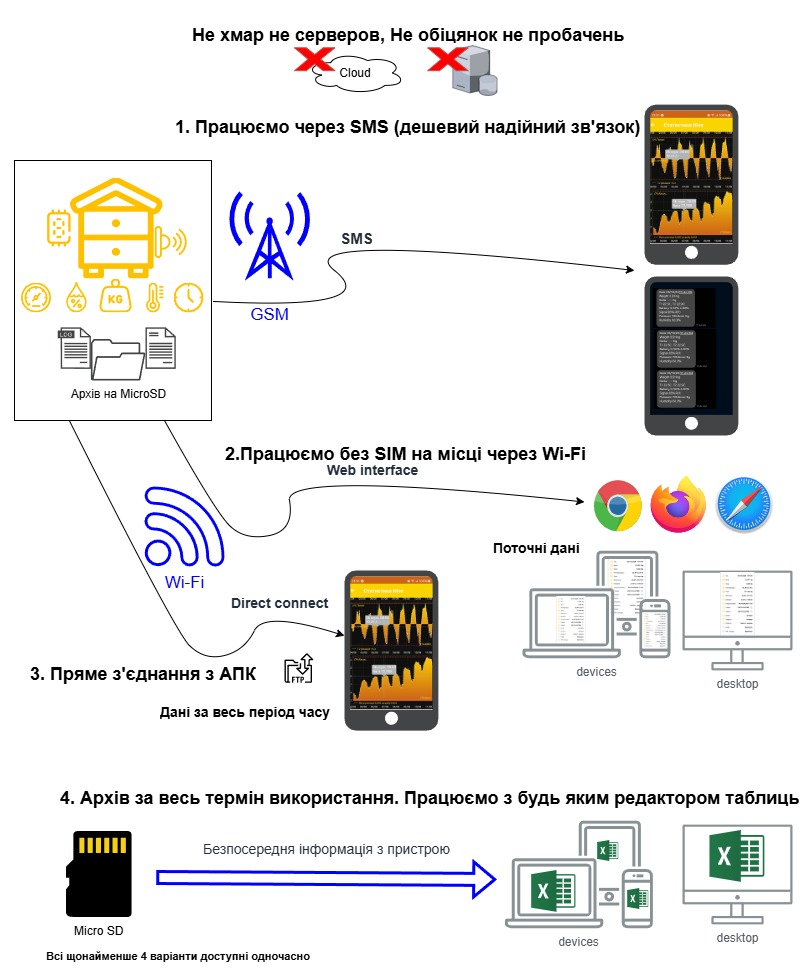 Не хмар не серверов, Не обіцянок не пробачень
Cloud
1. Працюємо через SMS (дешевий надійний зв'язок)
%
KG
LOG
Архів на MicroSD
GSM
SMS
2.Працюємо без SIM на місці через Wi-Fi
Web interface
Wi-Fi
Поточні дані
Direct connect
devices
desktop
3. Пряме з'єднання з АПК
FTP
Дані за весь період часу
4. Архів за весь термін використання. Працюємо з будь яким редактором таблиць
Безпосередня інформація з пристрою
Micro SD
X
X
X
X
devices
desktop
Всі щонайменше 4 варіанти доступні одночасно